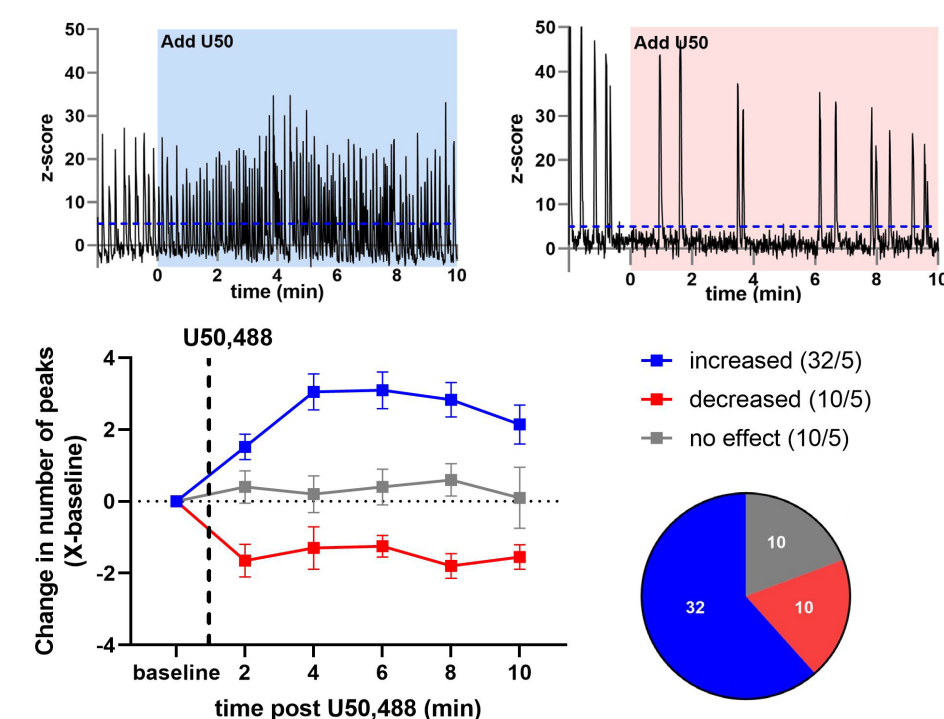 50
40
30
20
10
0
z-score
Add U50
0 2 4 6 8 10
time (min)
50
40
30
20
10
0
z-score
Add U50
0 2 4 6 8 10
time (min)
U50,488
4
2
0
-2
-4
Change in number of peaks
(X-baseline)
baseline 2 4 6 8 10
time post U50,488 (min)
increased (32/5)
decreased (10/5)
no effect (10/5)
10
32
10